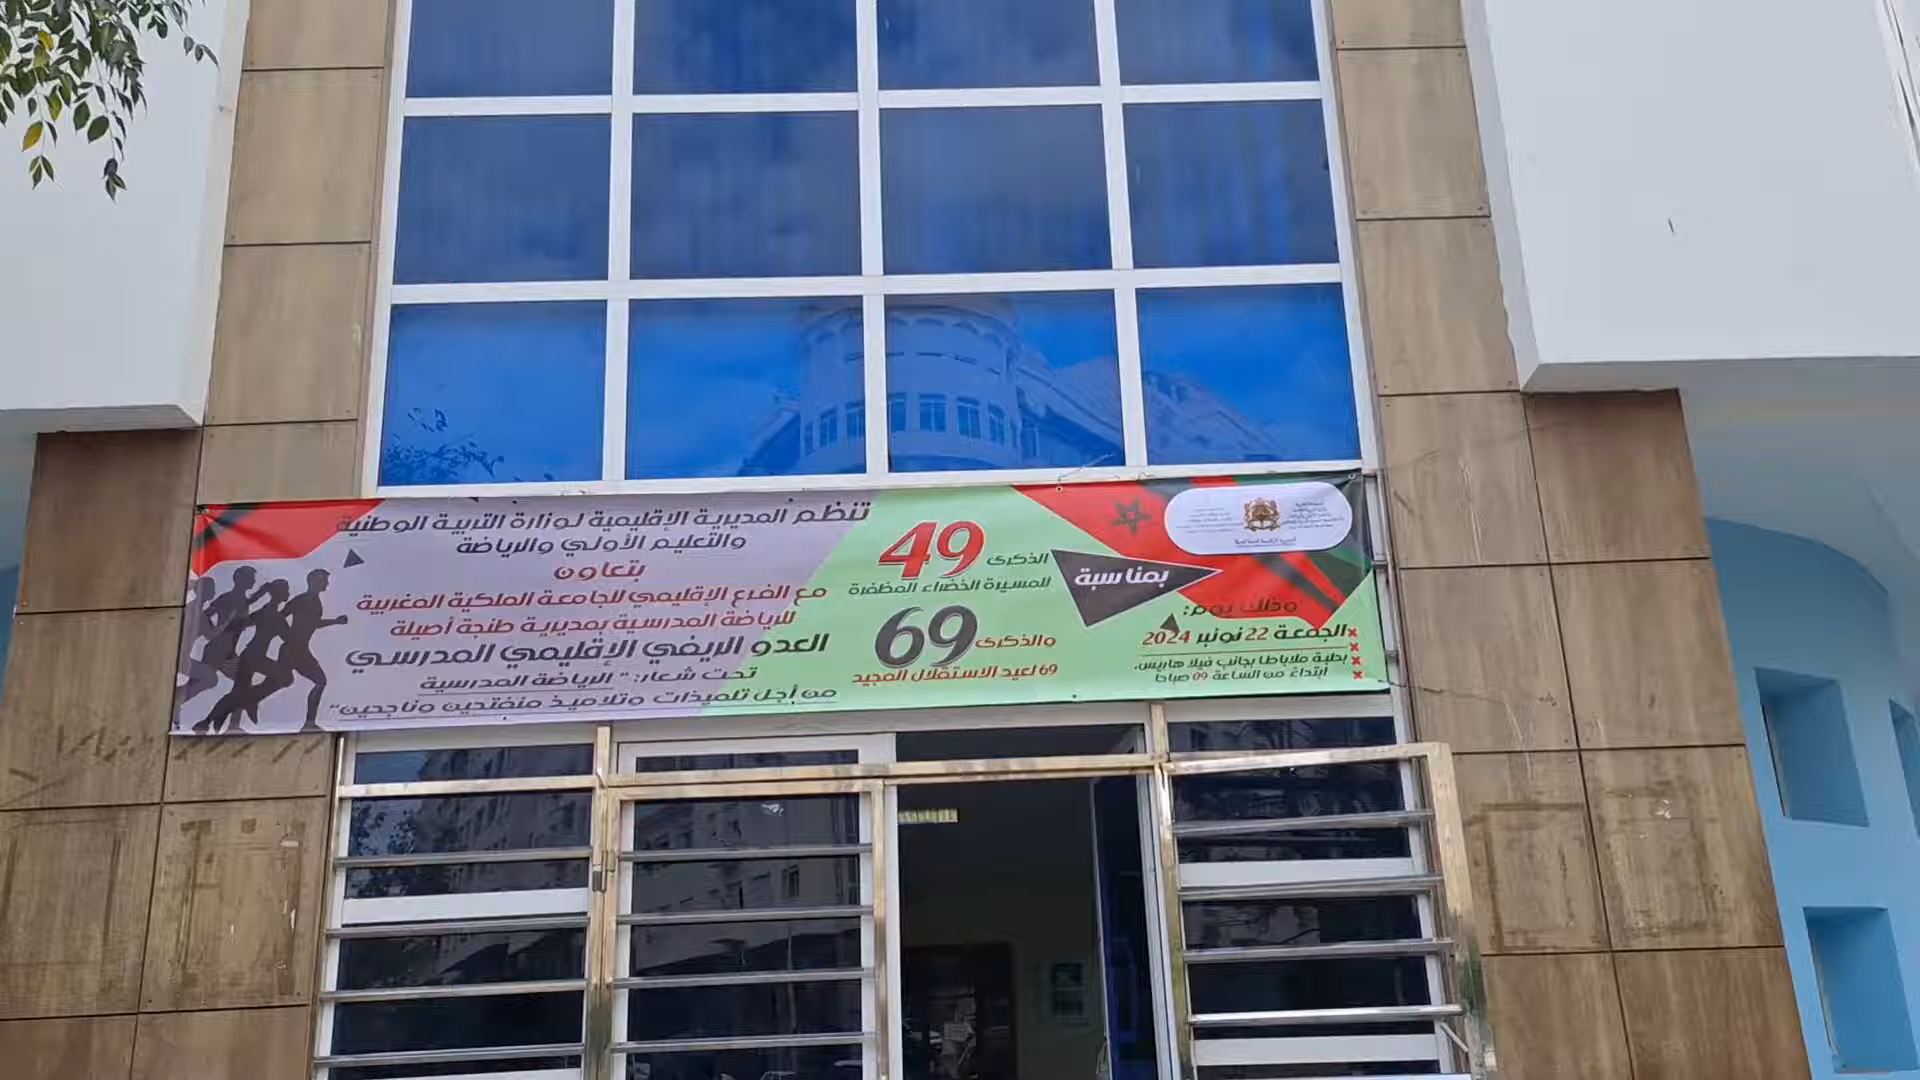 بمناسبة
الذكرى 49
للمسيرة الخضراء المظفرة
والذكرى 69
69 لعيد الاستقلال المجيد
تنظم المديرية الإقليمية لوزارة التربية الوطنية
والتعليم الأولي والرياضة
بتعاون
مع الفرع الإقليمي للجامعة الملكية المغربية
للرياضة المدرسية بمديرية طنجة أصيلة
العدو الريفي الإقليمي المدرسي
تحت شعار: " الرياضة المدرسية
من أجل تلميذات وتلاميذ منفتحين وناجحين"
وذلك يوم:
الجمعة 22 نونبر 2024
بغابة ملاباطا بجانب فيلا هاريس،
ابتداء من الساعة 09 صباحا